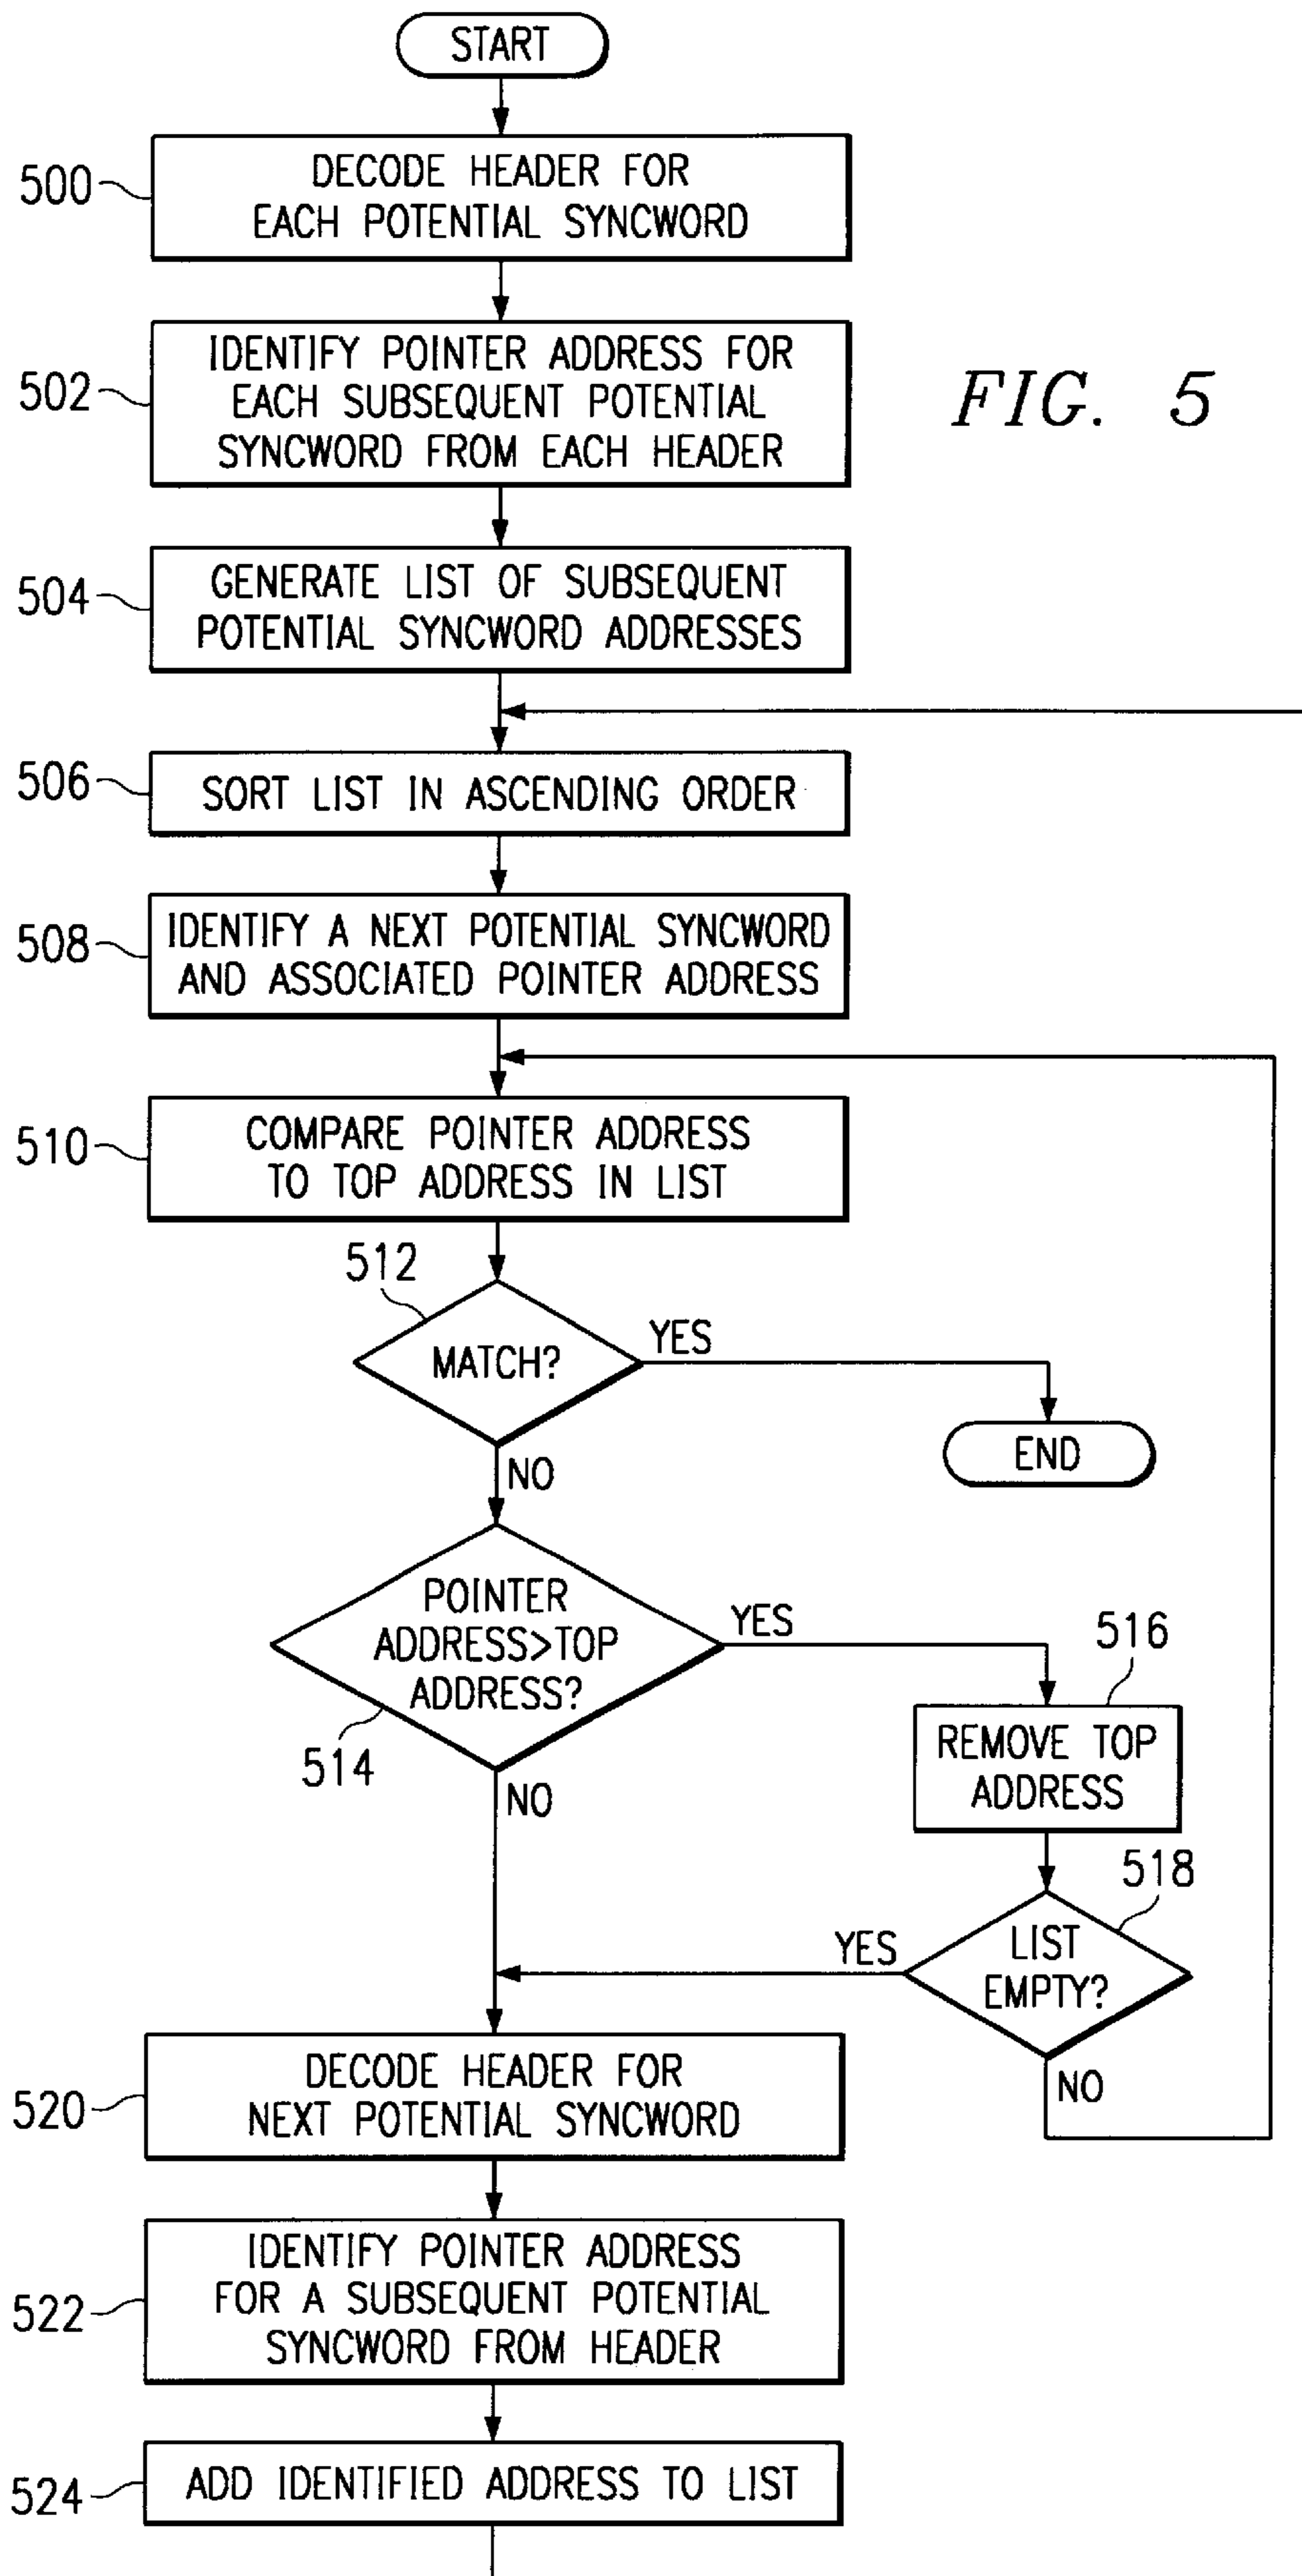 START
500
DECODE HEADER FOR
EACH POTENTIAL SYNCWORD
502
IDENTIFY POINTER ADDRESS FOR
EACH SUBSEQUENT POTENTIAL
SYNCWORD FROM EACH HEADER
FIG. 5
504
GENERATE LIST OF SUBSEQUENT
POTENTIAL SYNCWORD ADDRESSES
506
SORT LIST IN ASCENDING ORDER
508
IDENTIFY A NEXT POTENTIAL SYNCWORD
AND ASSOCIATED POINTER ADDRESS
510
COMPARE POINTER ADDRESS
TO TOP ADDRESS IN LIST
512
MATCH?
YES
END
NO
POINTER
ADDRESS>TOP
ADDRESS?
YES
514
NO
516
REMOVE TOP
ADDRESS
518
LIST
EMPTY?
YES
NO
520
DECODE HEADER FOR
NEXT POTENTIAL SYNCWORD
522
IDENTIFY POINTER ADDRESS
FOR A SUBSEQUENT POTENTIAL
SYNCWORD FROM HEADER
524
ADD IDENTIFIED ADDRESS TO LIST